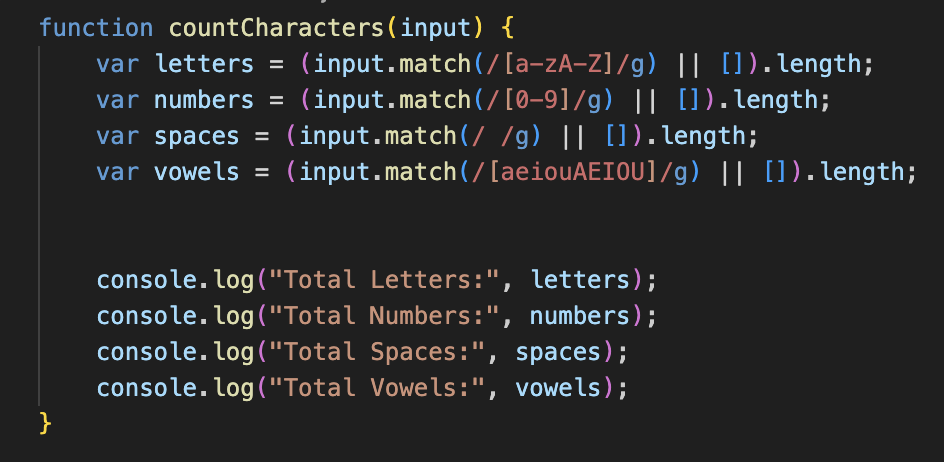 function countCharacters(input) {
    var letters = (input.match(/[a-zA-Z]/g) || []).length;
    var numbers = (input.match(/[0-9]/g) || []).length;
    var spaces = (input.match(/ /g) || []).length;
    var vowels = (input.match(/[aeiouAEIOU]/g) || []).length;
    console.log("Total Letters:", letters);
    console.log("Total Numbers:", numbers);
    console.log("Total Spaces:", spaces);
    console.log("Total Vowels:", vowels);
}